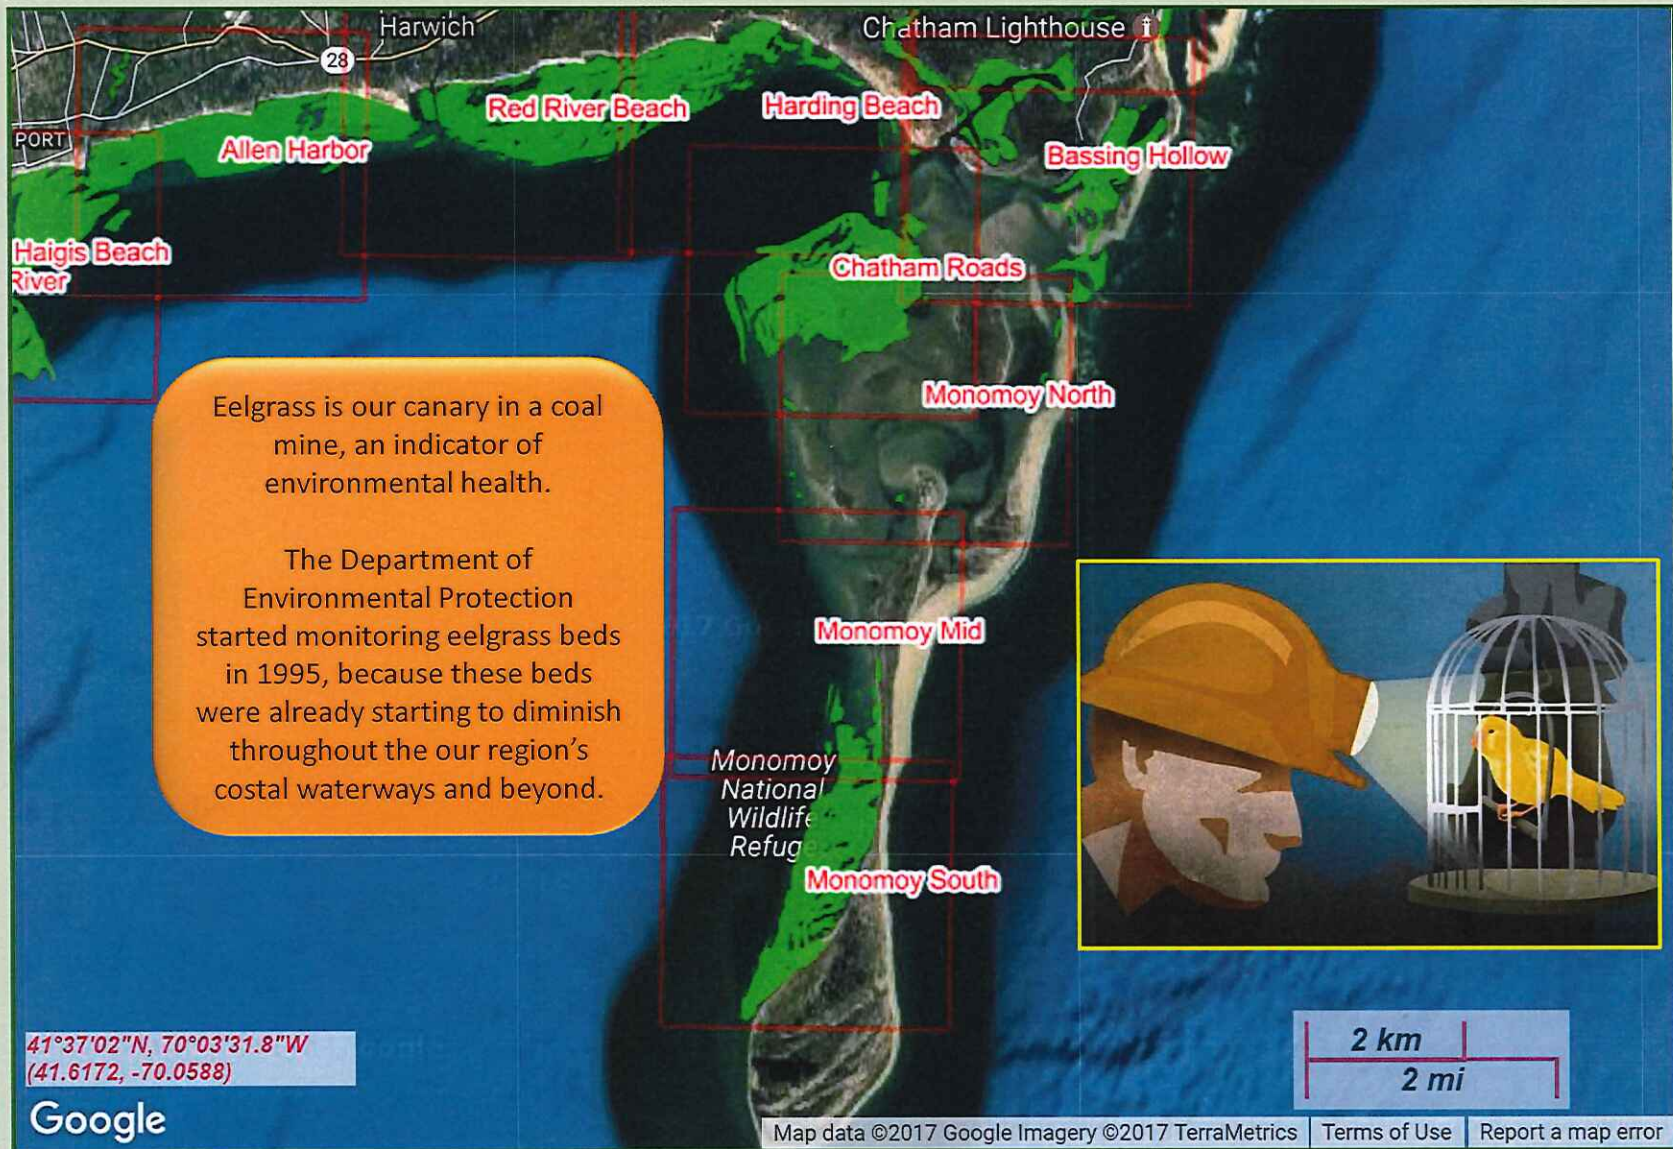 Harwich
Chatham Lighthouse
28
Red River Beach
Harding Beach
PORT
Allen Harbor
Bassing Hollow
Haigis Beach
River
Chatham Roads
Monomoy North
Eelgrass is our canary in a coal
mine, an indicator of
environmental health.
The Department of
Environmental Protection
started monitoring eelgrass beds
in 1995, because these beds
were already starting to diminish
throughout the our region's
costal waterways and beyond.
Monomoy Mid
Monomoy
National
Wildlife
Refuge
Monomoy South
41°37'02"N, 70°03'31.8"W
(41.6172, -70.0588)
2 km
2 mi
Google
Map data ©2017 Google Imagery ©2017 TerraMetrics Terms of Use Report a map error